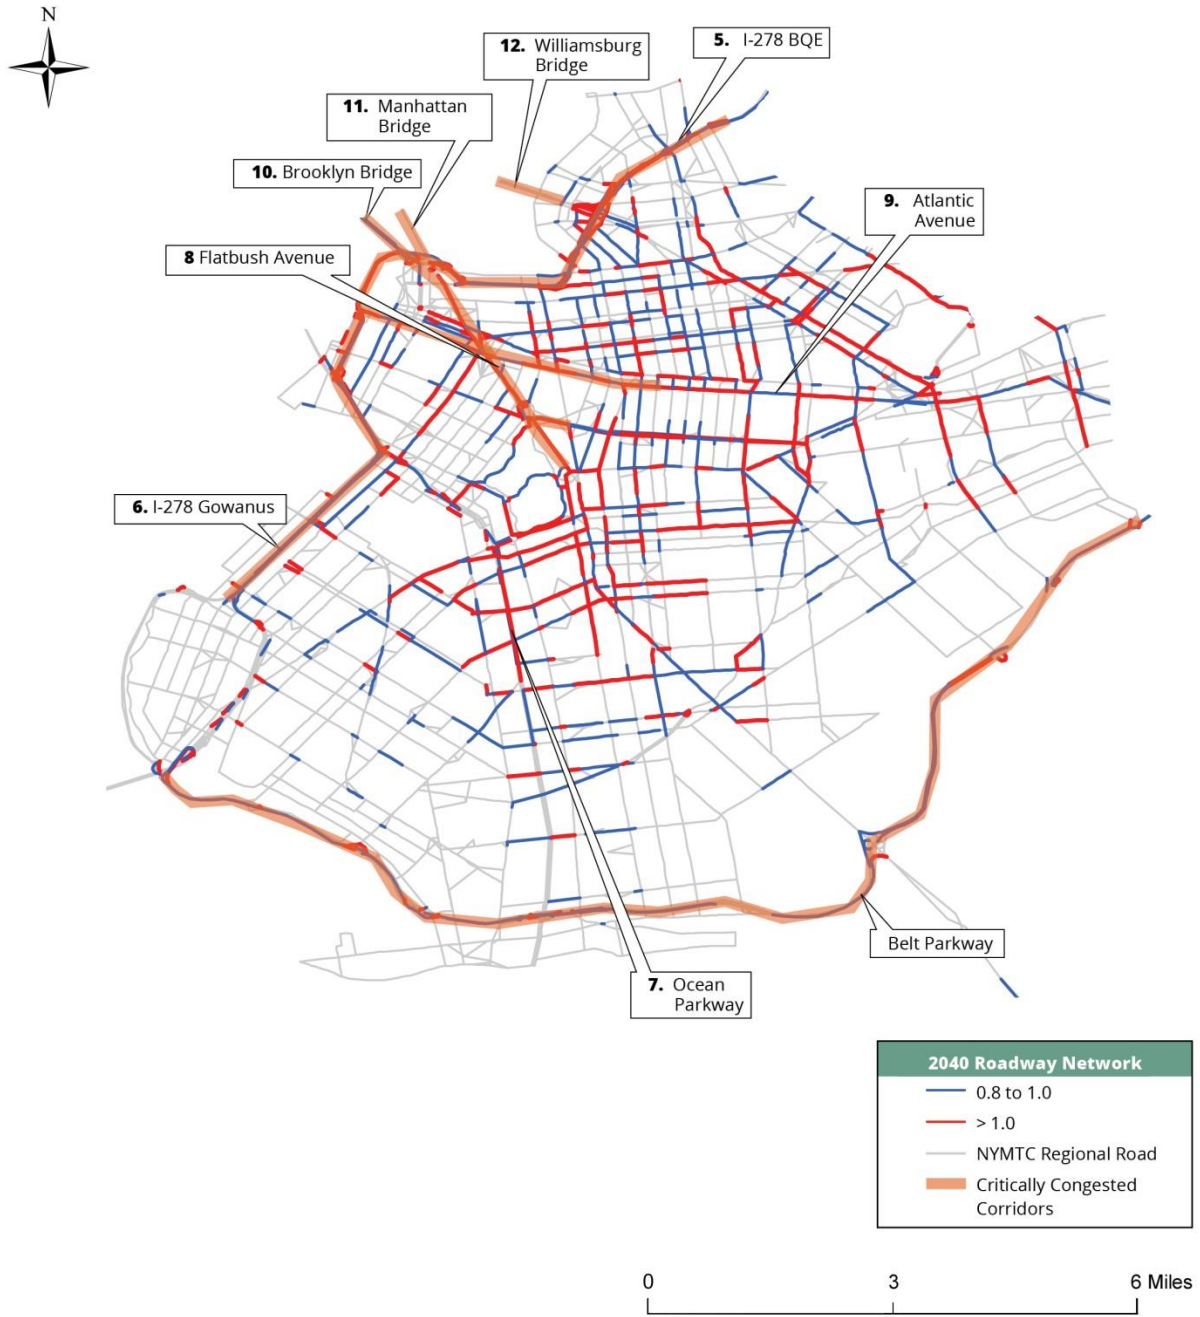 N
12. Williamsburg
Bridge
5. I-278 BQE
11. Manhattan
Bridge
10. Brooklyn Bridge
9. Atlantic
Avenue
8 Flatbush Avenue
6. I-278 Gowanus
Belt Parkway
7. Ocean
Parkway
2040 Roadway Network
0.8 to 1.0
> 1.0
NYMTC Regional Road
Critically Congested
Corridors
0 3 6 Miles